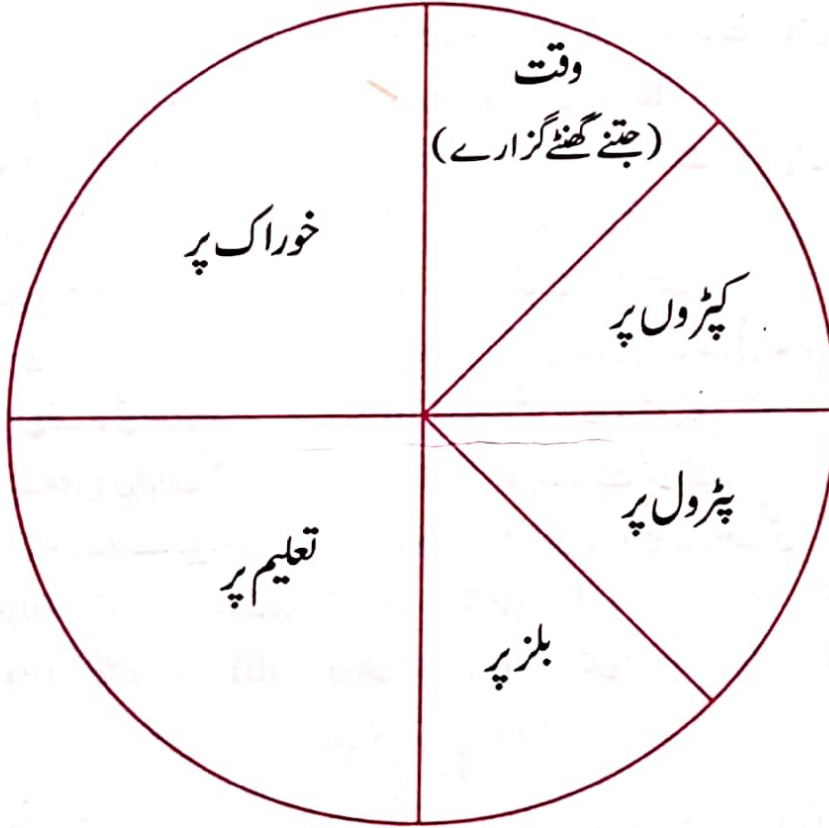 وقت
(جتنے گھنٹے گزارے)
خوراک پر
کپڑوں پر
پٹرول پر
تعلیم پر
بلز پر